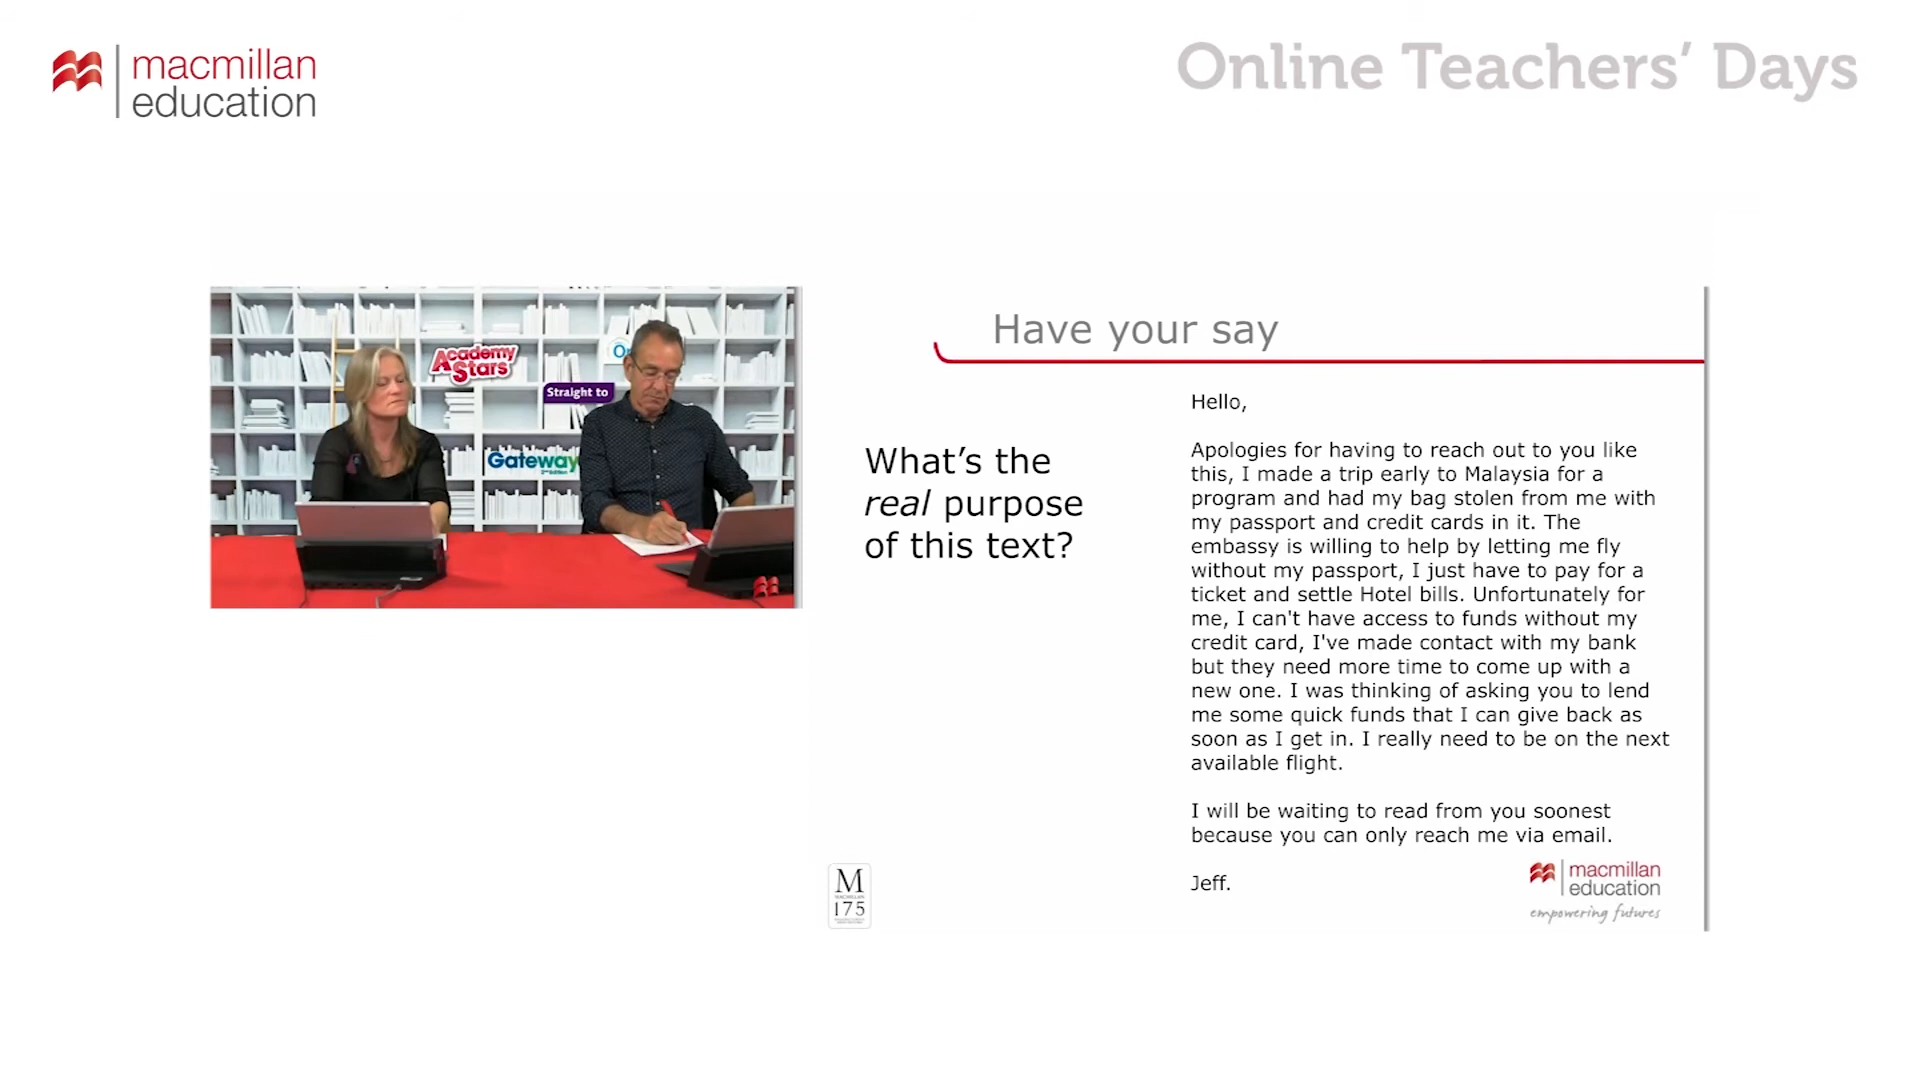 macmillan
education
Online Teachers’ Days
Academy
Stars
Straight to
Gateway
Have your say
What’s the
real purpose
of this text?
Hello,
Apologies for having to reach out to you like
this, I made a trip early to Malaysia for a
program and had my bag stolen from me with
my passport and credit cards in it. The
embassy is willing to help by letting me fly
without my passport, I just have to pay for a
ticket and settle Hotel bills. Unfortunately for
me, I can't have access to funds without my
credit card, I've made contact with my bank
but they need more time to come up with a
new one. I was thinking of asking you to lend
me some quick funds that I can give back as
soon as I get in. I really need to be on the next
available flight.
I will be waiting to read from you soonest
because you can only reach me via email.
Jeff.
M
MACMILLAN
175
macmillan
education
empowering futures